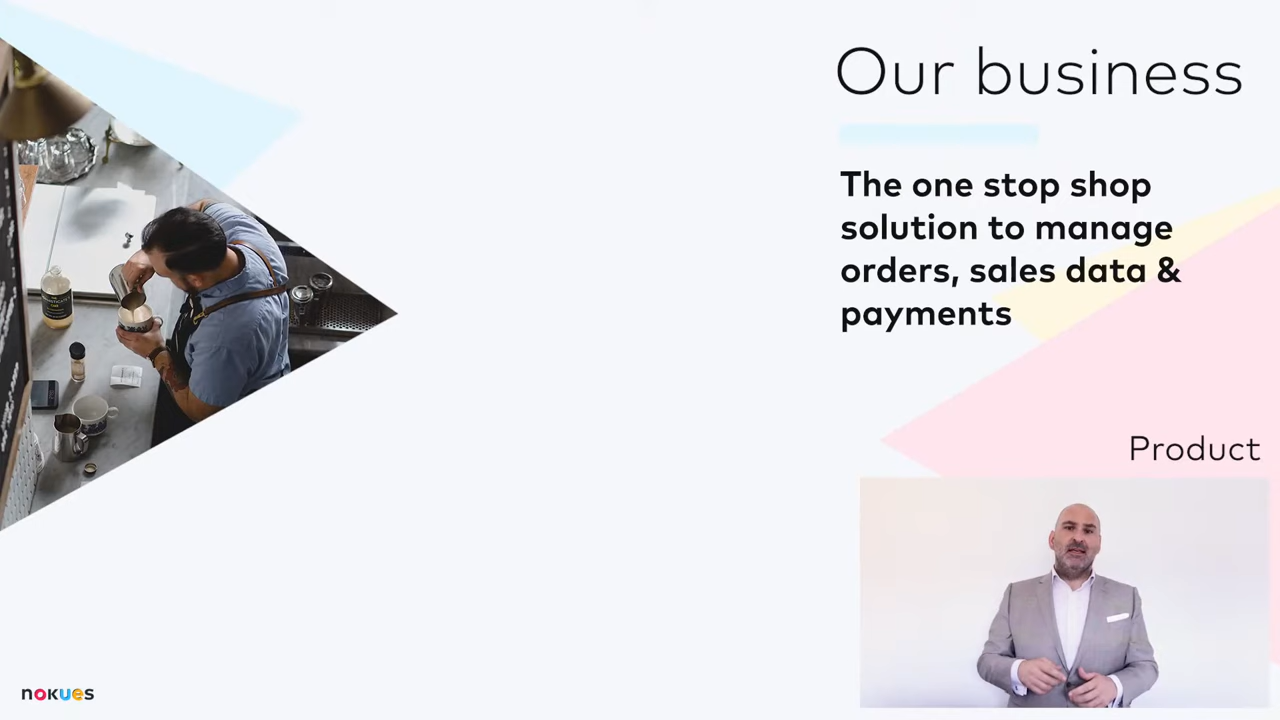 Our business
The one stop shop
solution to manage
orders, sales data &
payments
Product
nokues